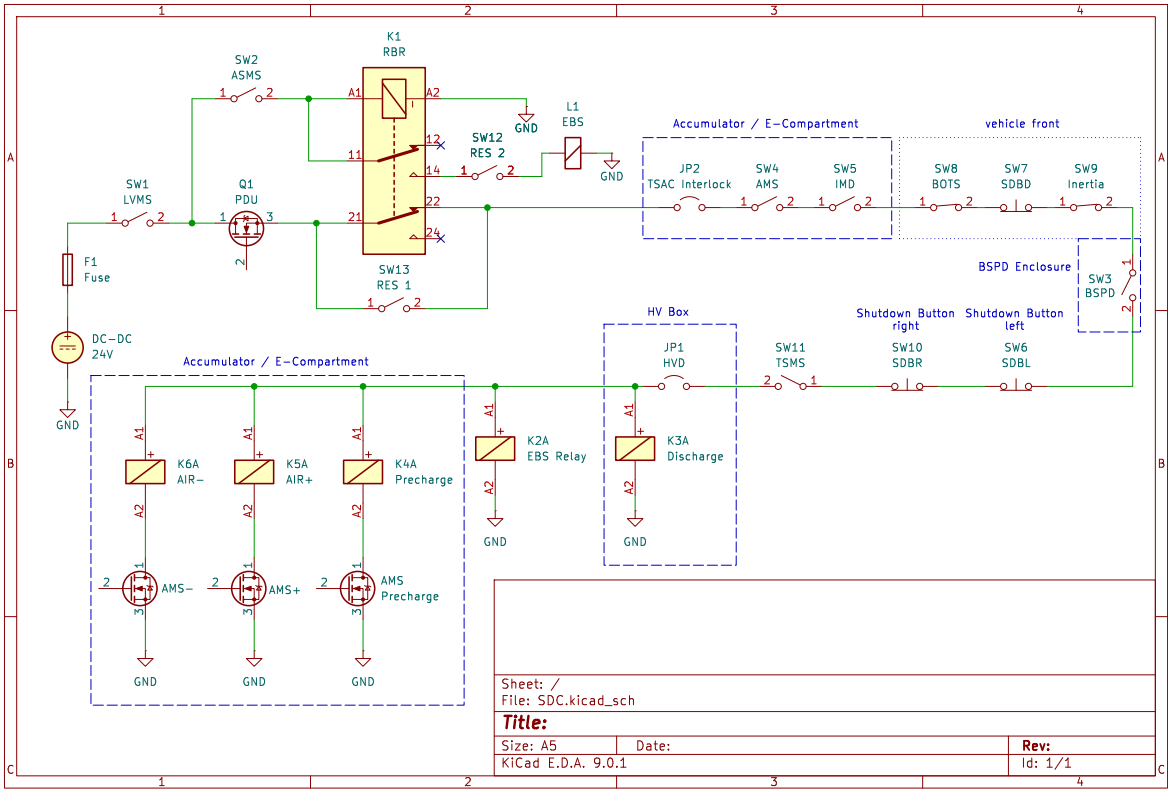 1 2 3 4
K1
RBR
SW2
ASMS
1 2
A1 A2
L1
EBS
GND
12
11
14
SW12
RES 2
1 2
GND
Accumulator / E-Compartment
vehicle front
A A
JP2
TSAC Interlock
SW4
AMS
1 2
SW5
IMD
1 2
SW8
BOTS
1 2
SW7
SDBD
SW9
Inertia
1 2
SW1
LVMS
1 2
Q1
PDU
1 3
2
21
22
24
SW13
RES 1
1 2
F1
Fuse
DC-DC
24V
GND
BSPD Enclosure
SW3
BSPD
1
2
HV Box
Shutdown Button
right
Shutdown Button
left
JP1
HVD
SW11
TSMS
2 1
SW10
SDBR
SW6
SDBL
Accumulator / E-Compartment
A1 A1 A1 A1 A1
B B
+ + + + +
K6A
AIR-
K5A
AIR+
K4A
Precharge
K2A
EBS Relay
K3A
Discharge
A2 A2 A2 A2 A2
GND GND
1 1 1
2 2 2
AMS-
AMS+
AMS
Precharge
3 3 3
GND GND GND
Sheet: /
File: SDC.kicad_sch
Title:
Size: A5 Date: Rev:
KiCad E.D.A. 9.0.1 Id: 1/1
C C
1 2 3 4